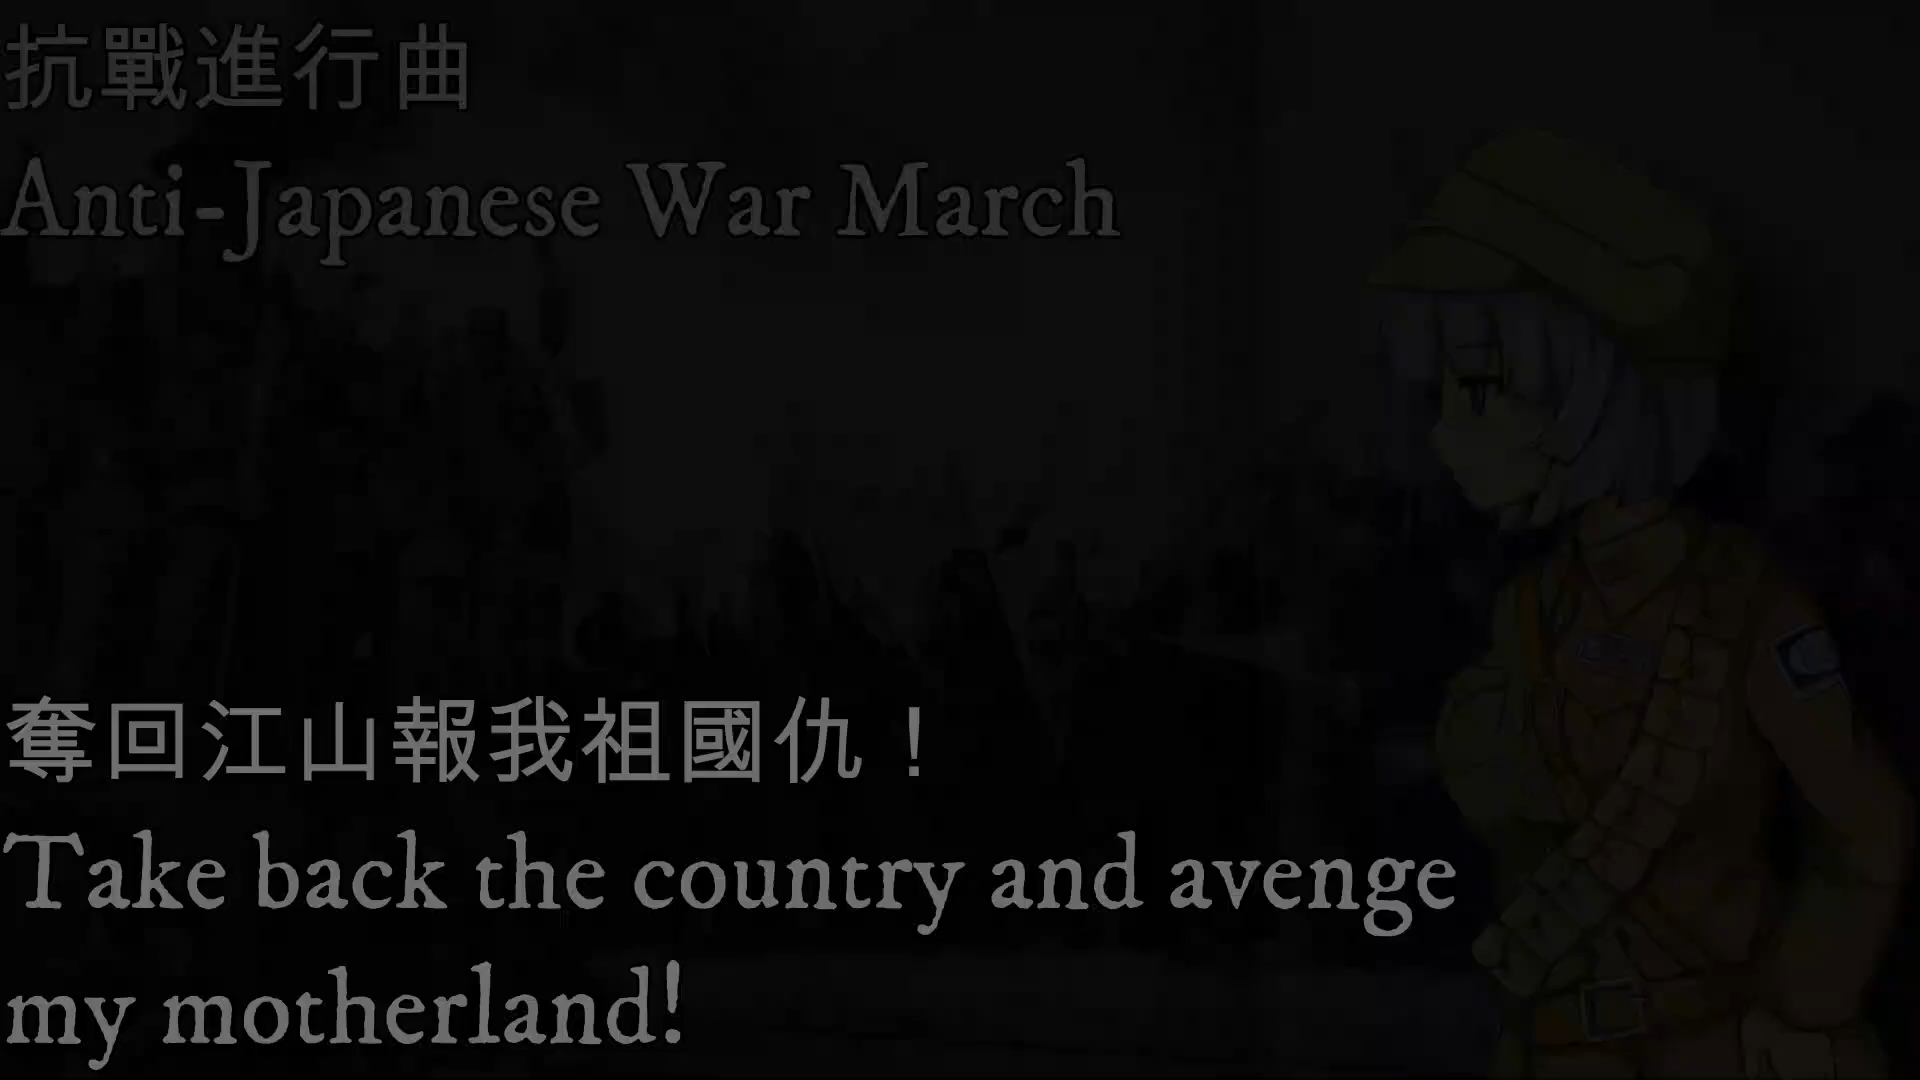 抗戰進行曲
Anti-Japanese War March
奪回江山報我祖國仇！
Take back the country and avenge
my motherland!